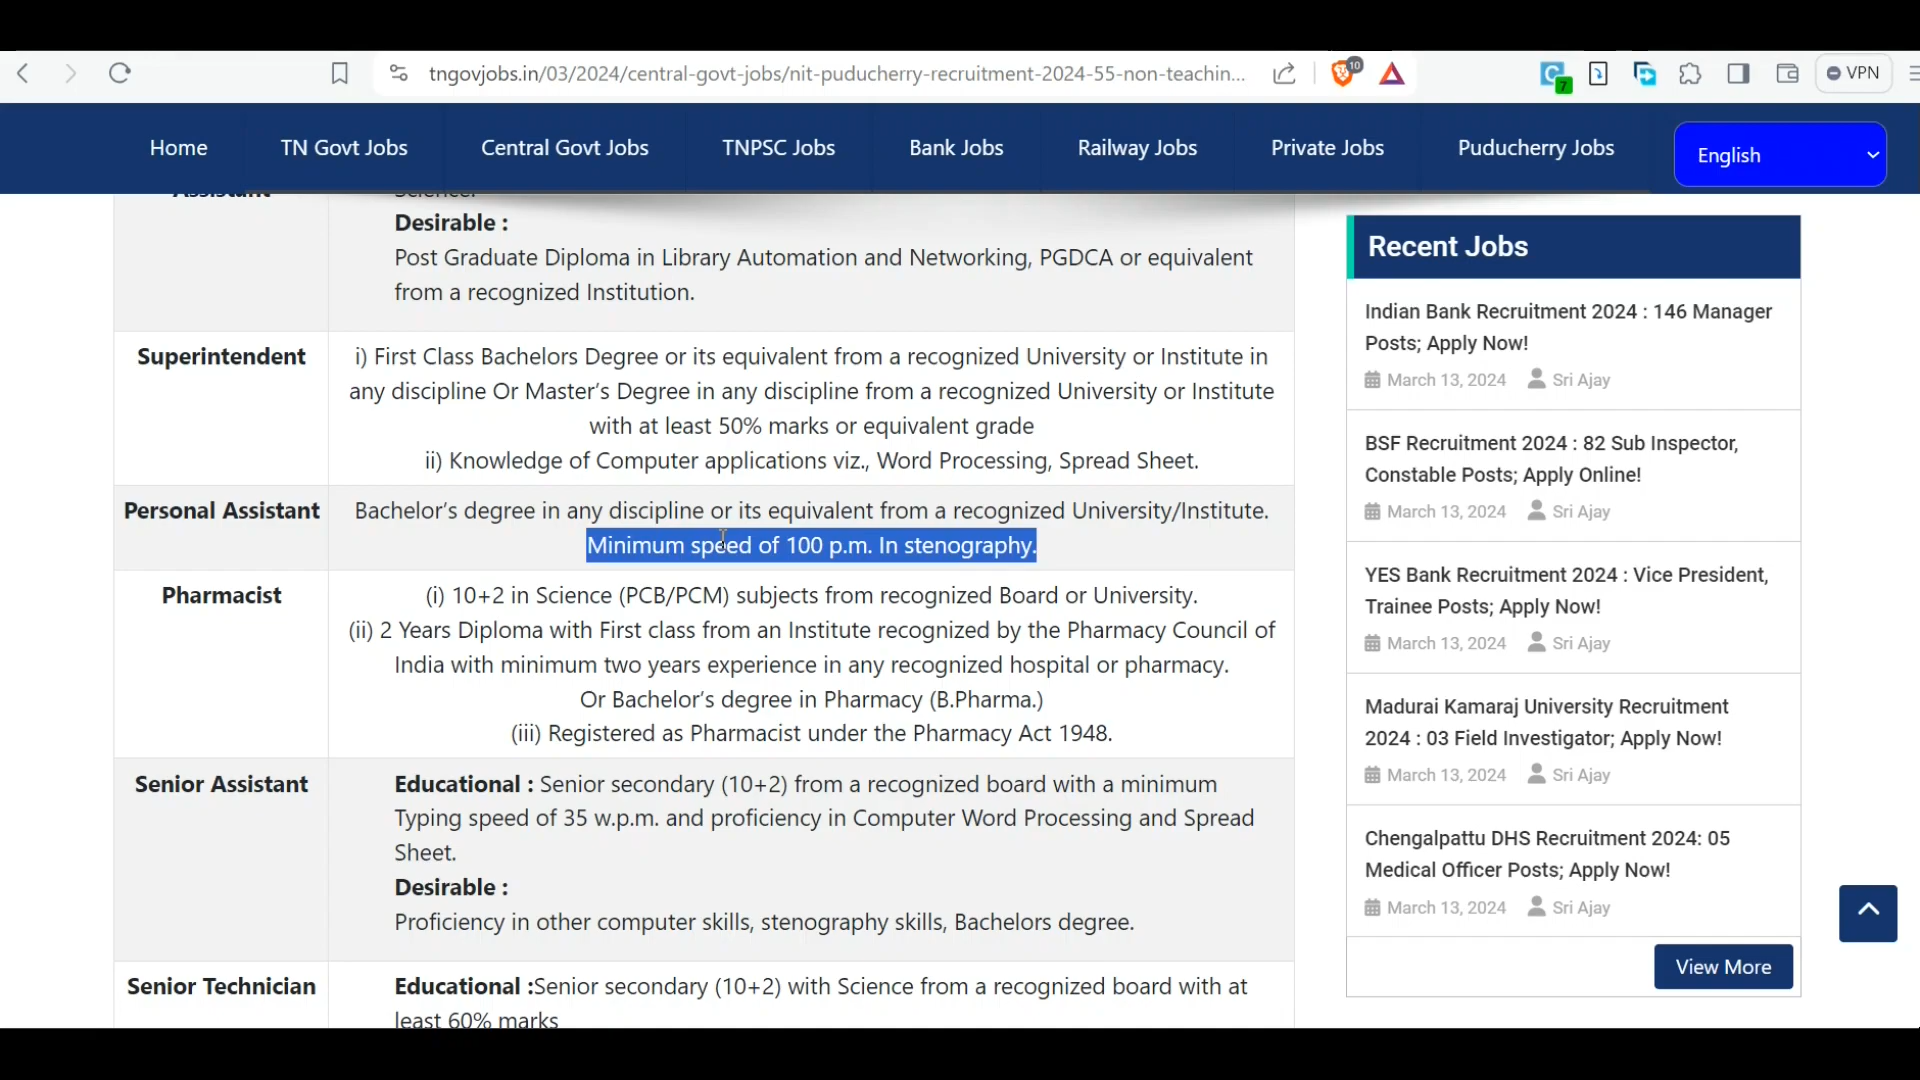 tngovjobs.in/03/2024/central-govt-jobs/nit-puducherry-recruitment-2024-55-non-teachin...
10
7
VPN
Home
TN Govt Jobs
Central Govt Jobs
TNPSC Jobs
Bank Jobs
Railway Jobs
Private Jobs
Puducherry Jobs
English
Assistant
Science.
Desirable :
Post Graduate Diploma in Library Automation and Networking, PGDCA or equivalent
from a recognized Institution.
Superintendent
i) First Class Bachelors Degree or its equivalent from a recognized University or Institute in
any discipline Or Master’s Degree in any discipline from a recognized University or Institute
with at least 50% marks or equivalent grade
ii) Knowledge of Computer applications viz., Word Processing, Spread Sheet.
Personal Assistant
Bachelor’s degree in any discipline or its equivalent from a recognized University/Institute.
Minimum speed of 100 p.m. In stenography.
Pharmacist
(i) 10+2 in Science (PCB/PCM) subjects from recognized Board or University.
(ii) 2 Years Diploma with First class from an Institute recognized by the Pharmacy Council of
India with minimum two years experience in any recognized hospital or pharmacy.
Or Bachelor’s degree in Pharmacy (B.Pharma.)
(iii) Registered as Pharmacist under the Pharmacy Act 1948.
Senior Assistant
Educational : Senior secondary (10+2) from a recognized board with a minimum
Typing speed of 35 w.p.m. and proficiency in Computer Word Processing and Spread
Sheet.
Desirable :
Proficiency in other computer skills, stenography skills, Bachelors degree.
Senior Technician
Educational :Senior secondary (10+2) with Science from a recognized board with at
least 60% marks
Recent Jobs
Indian Bank Recruitment 2024 : 146 Manager
Posts; Apply Now!
March 13, 2024 Sri Ajay
BSF Recruitment 2024 : 82 Sub Inspector,
Constable Posts; Apply Online!
March 13, 2024 Sri Ajay
YES Bank Recruitment 2024 : Vice President,
Trainee Posts; Apply Now!
March 13, 2024 Sri Ajay
Madurai Kamaraj University Recruitment
2024 : 03 Field Investigator; Apply Now!
March 13, 2024 Sri Ajay
Chengalpattu DHS Recruitment 2024: 05
Medical Officer Posts; Apply Now!
March 13, 2024 Sri Ajay
View More